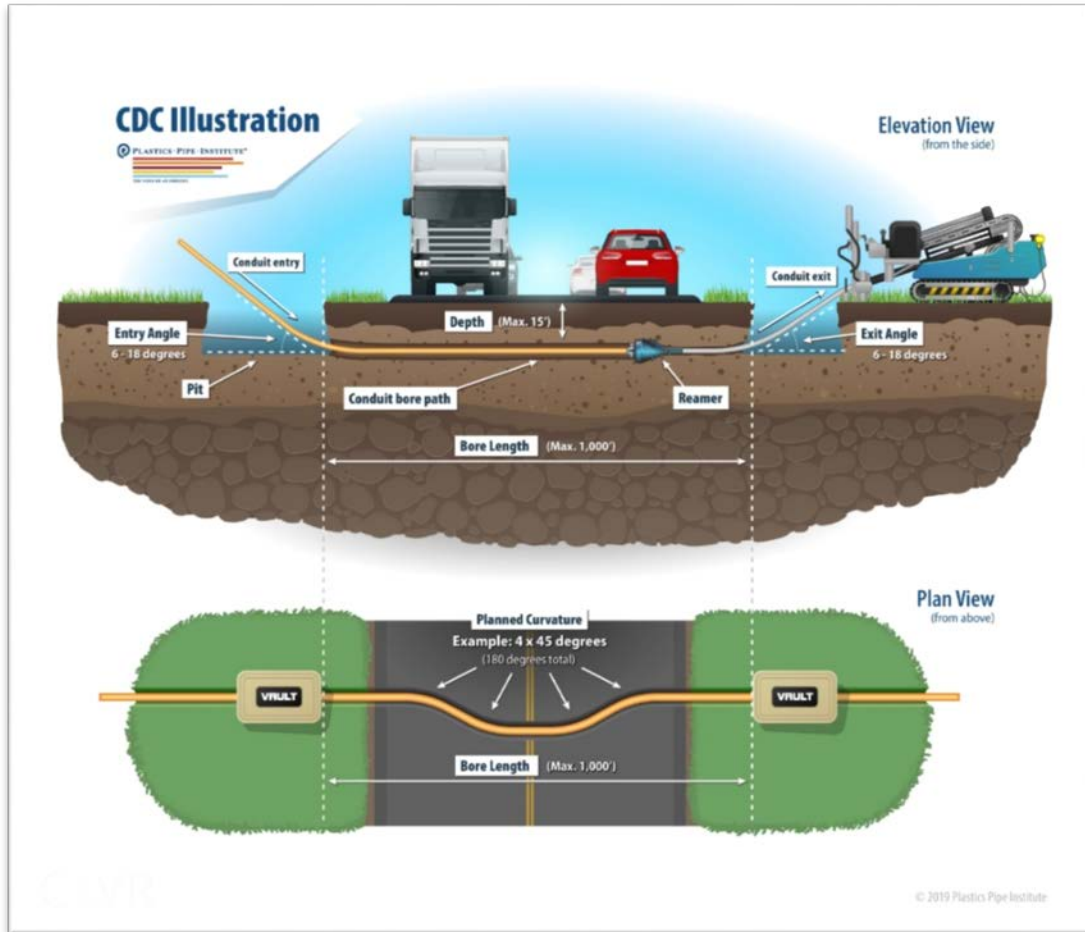 CDC Illustration
PLASTICS·PIPE·INSTITUTE®
Elevation View
(from the side)
Conduit entry
Conduit exit
Depth (Max. 15')
Entry Angle
6 - 18 degrees
Exit Angle
6 - 18 degrees
Pit
Conduit bore path
Reamer
Bore Length (Max. 1,000')
Plan View
(from above)
Planned Curvature
Example: 4 x 45 degrees
(180 degrees total)
VAULT
VAULT
Bore Length (Max. 1,000')
© 2019 Plastics Pipe Institute